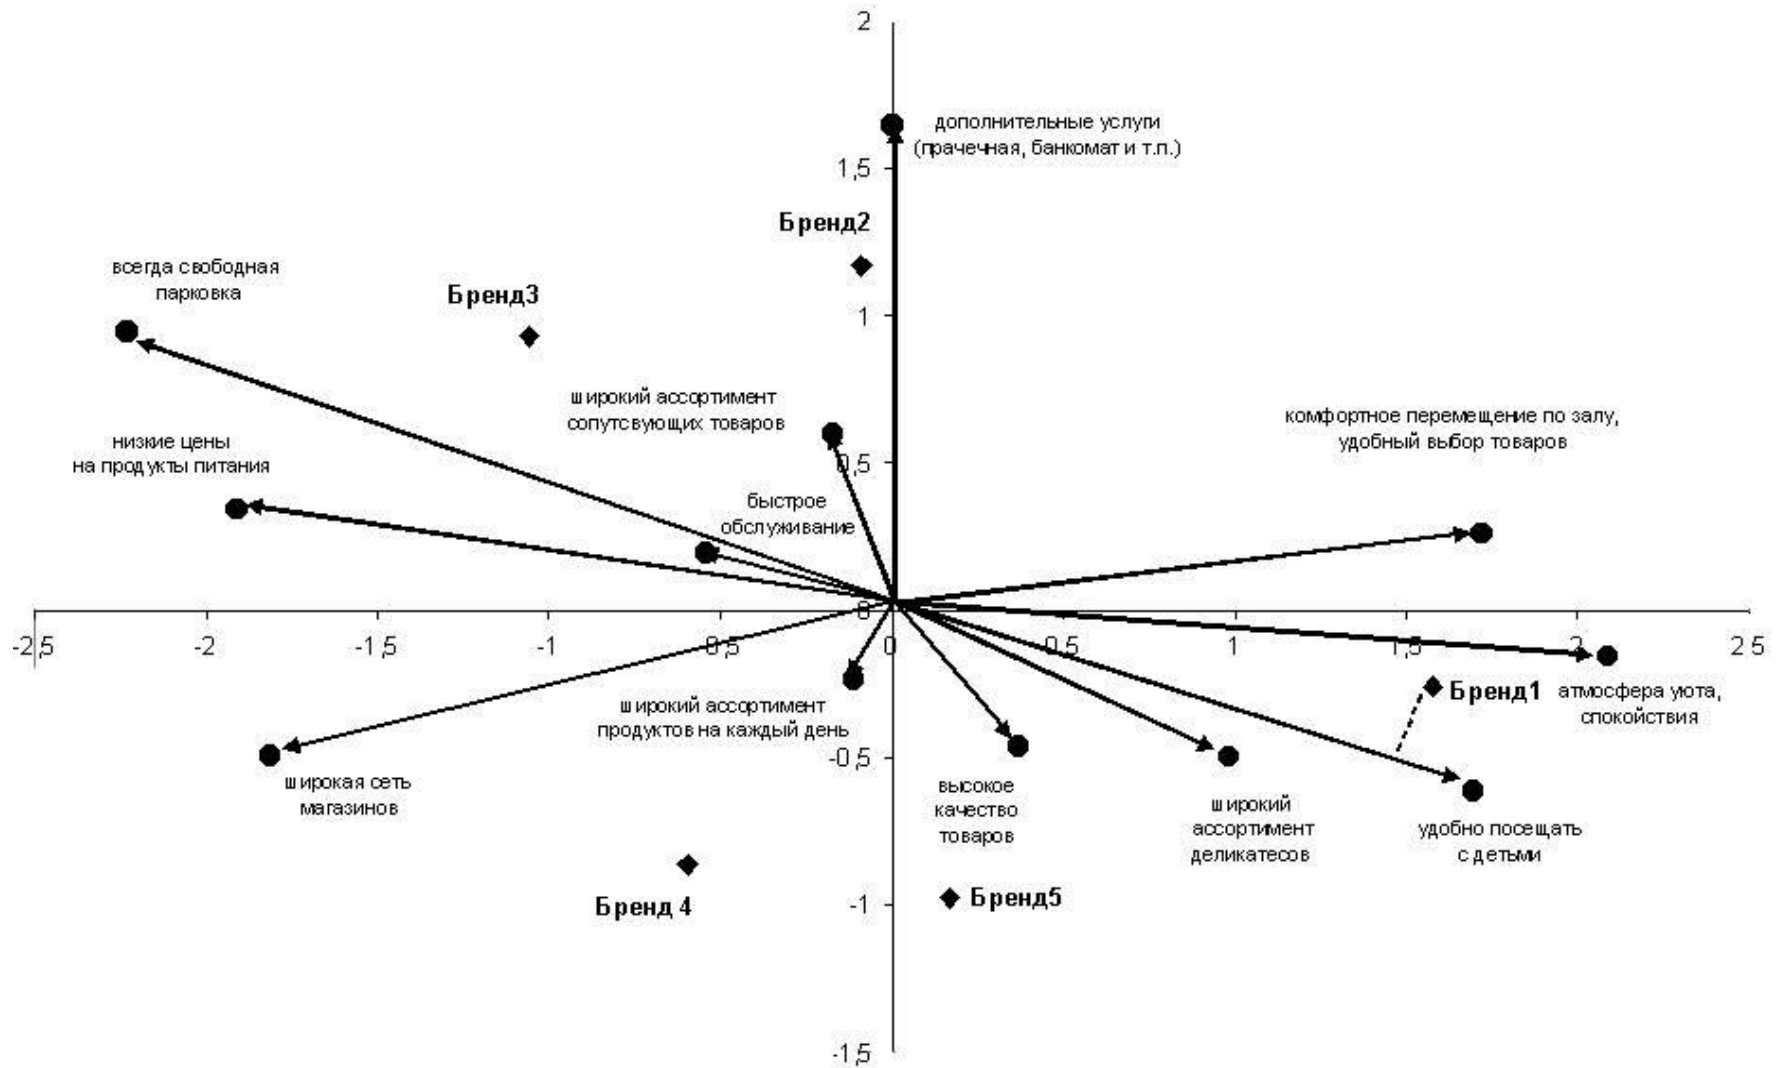 2
дополнительные услуги
(прачечная, банкомат и т.п.)
1,5
Бренд2
всегда свободная
парковка
Бренд3
1
широкий ассортимент
сопутсвующих товаров
комфортное перемещение по залу,
удобный выбор товаров
низкие цены
на продукты питания
0,5
быстрое
обслуживание
0
-2,5
-2
-1,5
-1
-0,5
0
0,5
1
1,5
2
2 5
Бренд1
атмосфера уюта,
спокойствия
широкий ассортимент
продуктов на каждый день
-0,5
широкая сеть
магазинов
высокое
качество
товаров
широкий
ассортимент
деликатесов
удобно посещать
с детьми
Бренд 4
-1
Бренд5
-1,5